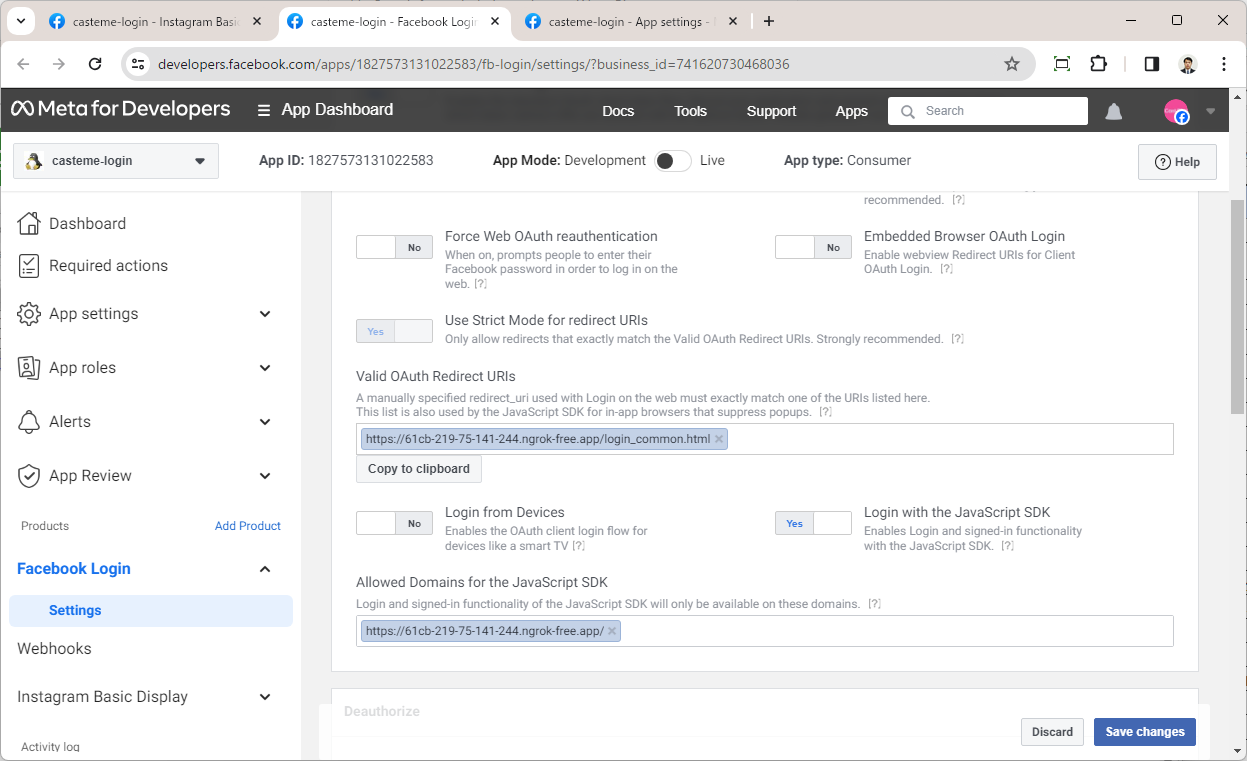 casteme-login - Instagram Basic
casteme-login - Facebook Login
casteme-login - App settings -
developers.facebook.com/apps/1827573131022583/fb-login/settings/?business_id=741620730468036
Meta for Developers
App Dashboard
Docs
Tools
Support
Apps
Search
casteme-login
App ID: 1827573131022583
App Mode: Development
Live
App type: Consumer
Help
Dashboard
Required actions
App settings
App roles
Alerts
App Review
Products
Add Product
Facebook Login
Settings
Webhooks
Instagram Basic Display
Activity log
recommended. [?]
No
Force Web OAuth reauthentication
When on, prompts people to enter their
Facebook password in order to log in on the
web. [?]
No
Embedded Browser OAuth Login
Enable webview Redirect URIs for Client
OAuth Login. [?]
Yes
Use Strict Mode for redirect URIs
Only allow redirects that exactly match the Valid OAuth Redirect URIs. Strongly recommended. [?]
Valid OAuth Redirect URIs
A manually specified redirect_uri used with Login on the web must exactly match one of the URIs listed here.
This list is also used by the JavaScript SDK for in-app browsers that suppress popups. [?]
https://61cb-219-75-141-244.ngrok-free.app/login_common.html
Copy to clipboard
No
Login from Devices
Enables the OAuth client login flow for
devices like a smart TV [?]
Yes
Login with the JavaScript SDK
Enables Login and signed-in functionality
with the JavaScript SDK. [?]
Allowed Domains for the JavaScript SDK
Login and signed-in functionality of the JavaScript SDK will only be available on these domains. [?]
https://61cb-219-75-141-244.ngrok-free.app/
Deauthorize
Discard
Save changes